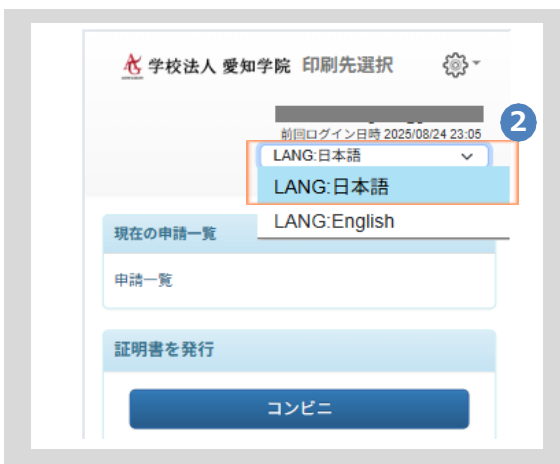 学校法人 愛知学院 印刷先選択
前回ログイン日時 2025/08/24 23:05
2
LANG:日本語
LANG:日本語
LANG:English
現在の申請一覧
申請一覧
証明書を発行
コンビニ